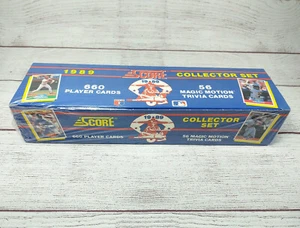 1989
SCORE
COLLECTOR SET
660
PLAYER CARDS
1989
56
MAGIC MOTION
TRIVIA CARDS
SCORE
660 PLAYER CARDS
1989
COLLECTOR
SET
56 MAGIC MOTION
TRIVIA CARDS